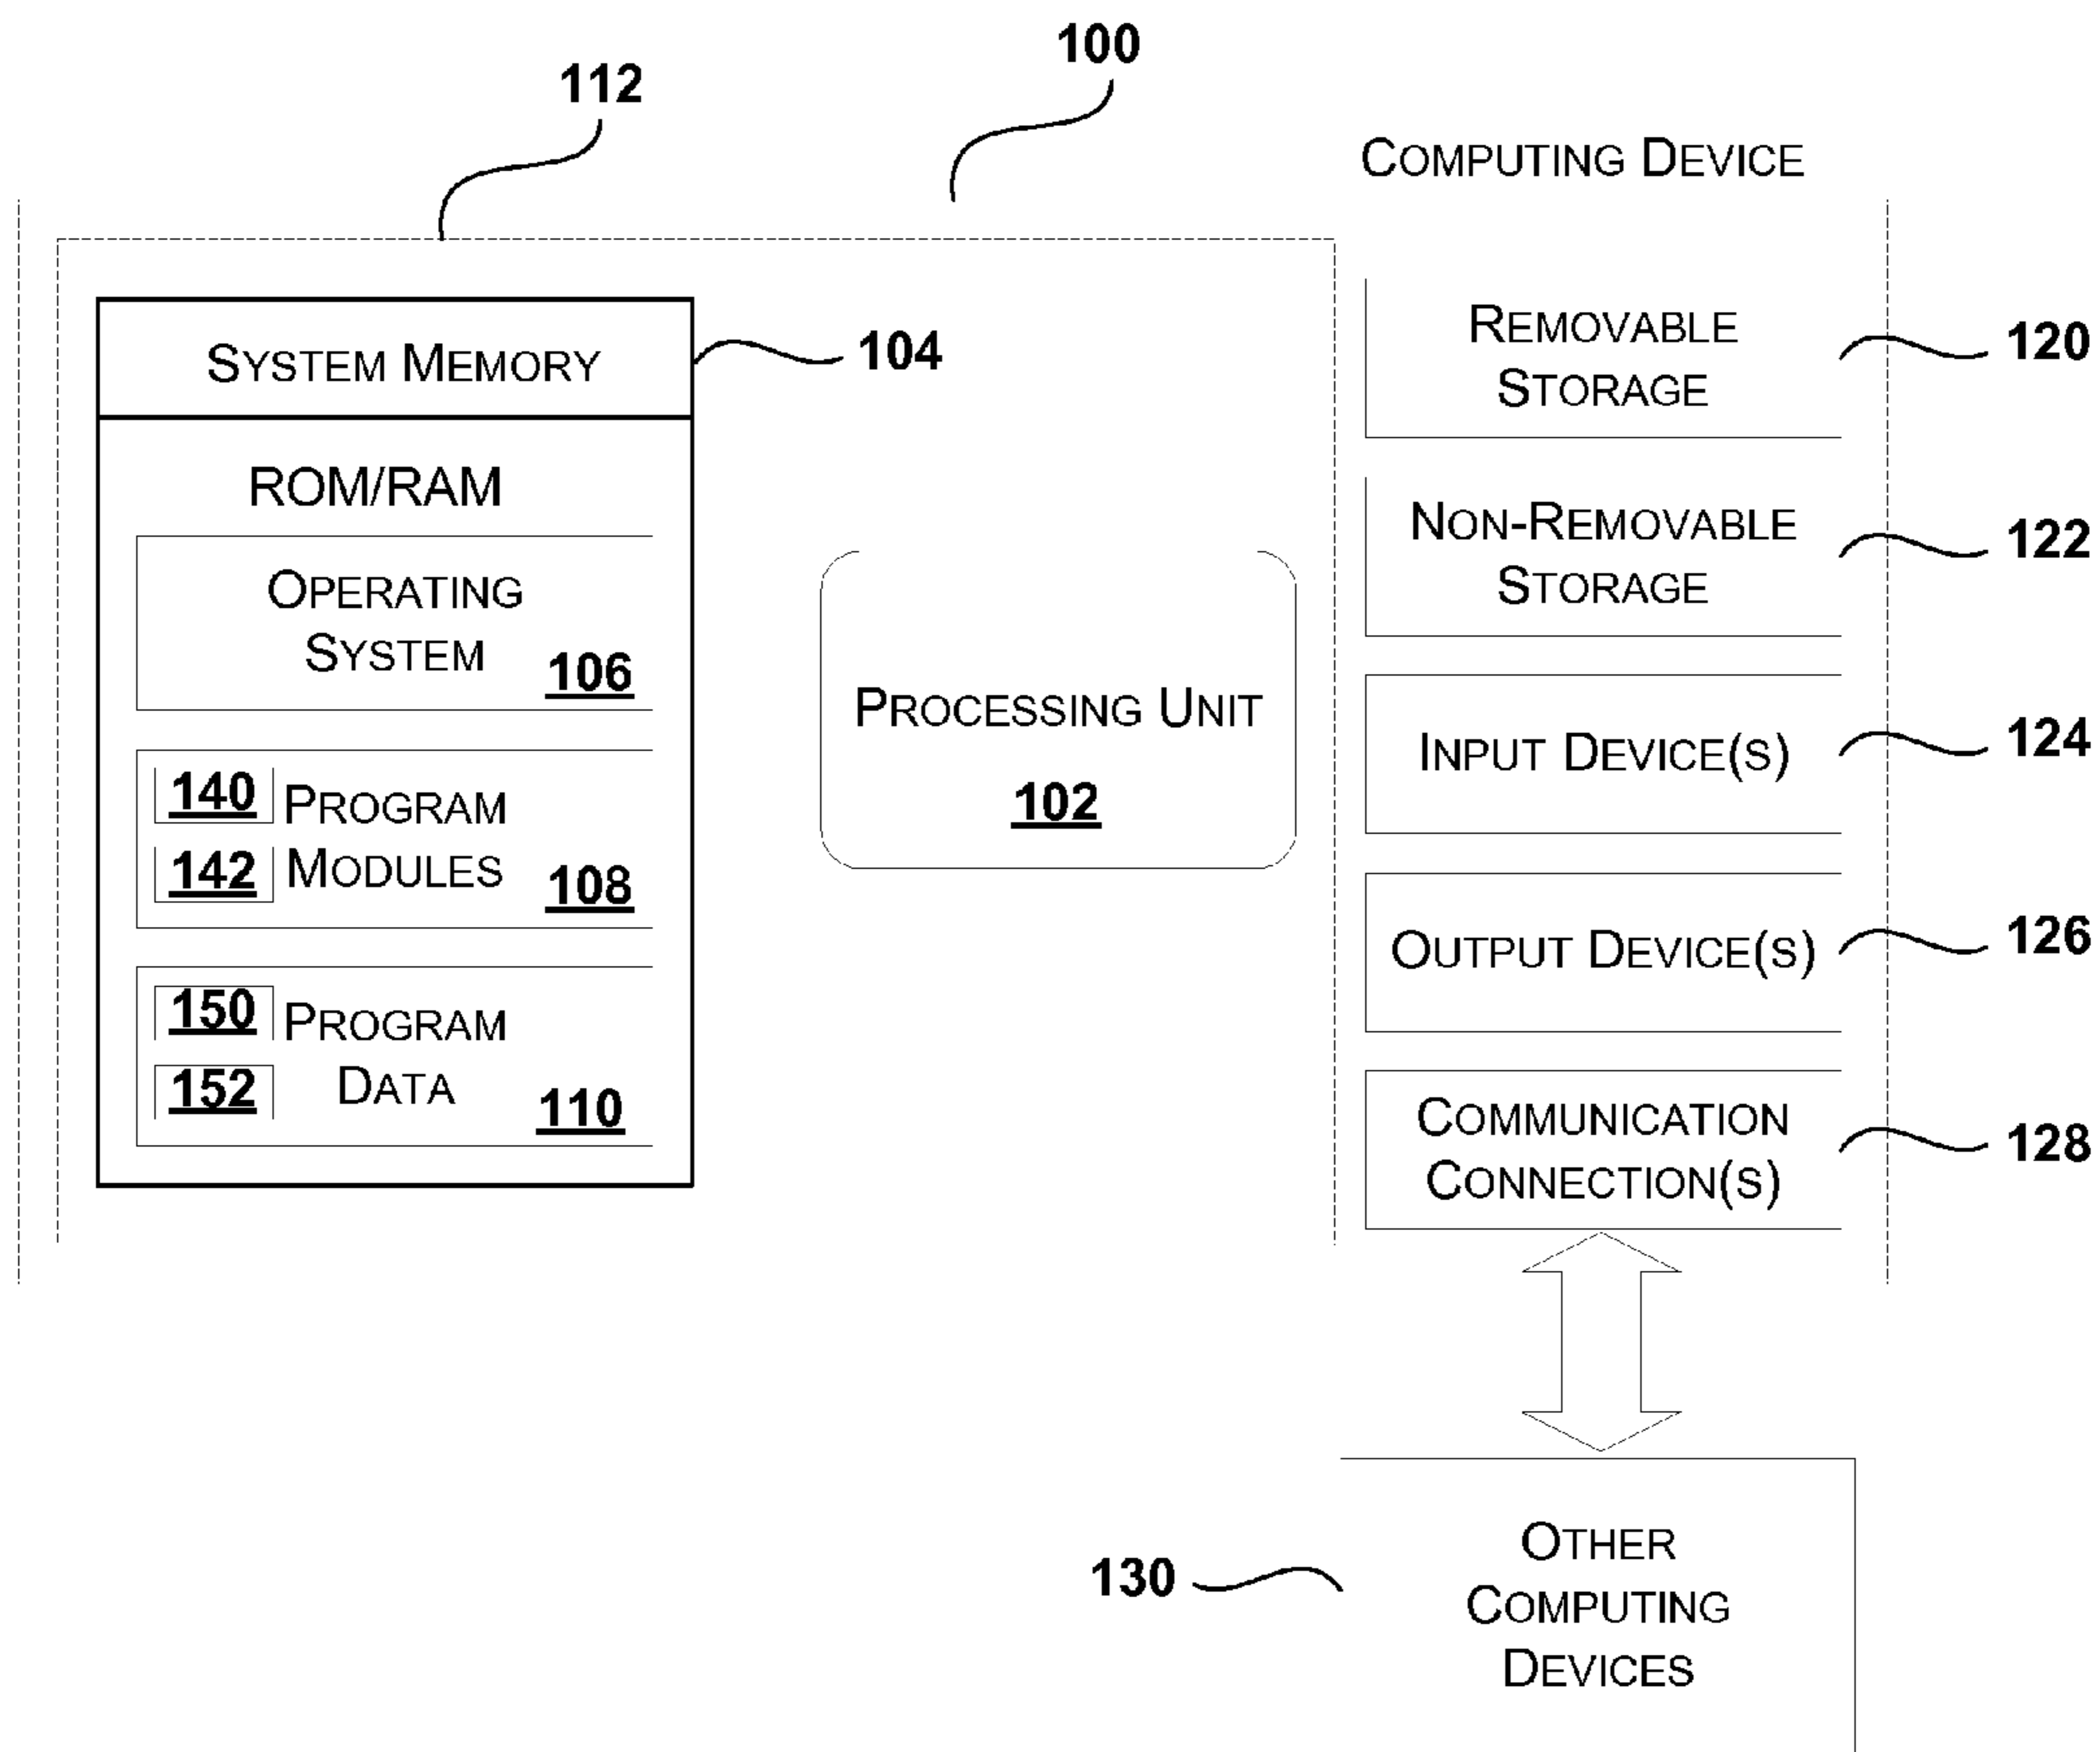 100
112
COMPUTING DEVICE
SYSTEM MEMORY
104
ROM/RAM
OPERATING
SYSTEM
106
140
PROGRAM
142
MODULES
108
150
PROGRAM
152
DATA
110
PROCESSING UNIT
102
REMOVABLE
STORAGE
120
NON-REMOVABLE
STORAGE
122
INPUT DEVICE(S)
124
OUTPUT DEVICE(S)
126
COMMUNICATION
CONNECTION(S)
128
130
OTHER
COMPUTING
DEVICES